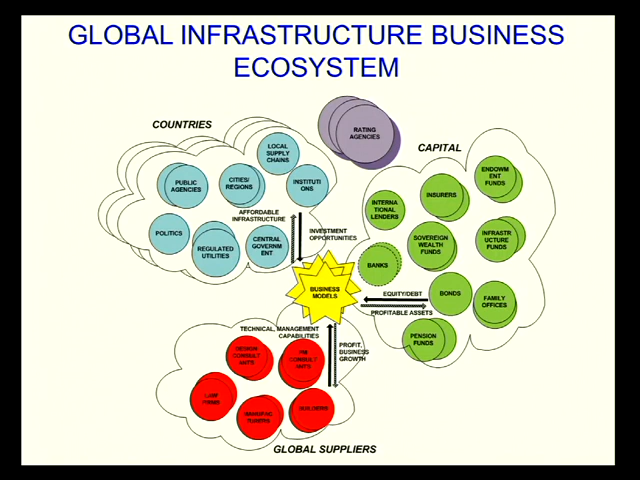 GLOBAL INFRASTRUCTURE BUSINESS
ECOSYSTEM
COUNTRIES
RATING
AGENCIES
CAPITAL
LOCAL
SUPPLY
CHAINS
PUBLIC
AGENCIES
CITIES/
REGIONS
INSTITUTI
ONS
POLITICS
REGULATED
UTILITIES
CENTRAL
GOVERNM
ENT
AFFORDABLE
INFRASTRUCTURE
INVESTMENT
OPPORTUNITIES
ENDOWM
ENT
FUNDS
INSURERS
INTERNA
TIONAL
LENDERS
SOVEREIGN
WEALTH
FUNDS
INFRASTR
UCTURE
FUNDS
BANKS
BONDS
FAMILY
OFFICES
PENSION
FUNDS
BUSINESS
MODELS
EQUITY/DEBT
PROFITABLE ASSETS
TECHNICAL, MANAGEMENT
CAPABILITIES
PROFIT,
BUSINESS
GROWTH
DESIGN
CONSULT
ANTS
PM
CONSULT
ANTS
LAW
FIRMS
MANUFAC
TURERS
BUILDERS
GLOBAL SUPPLIERS